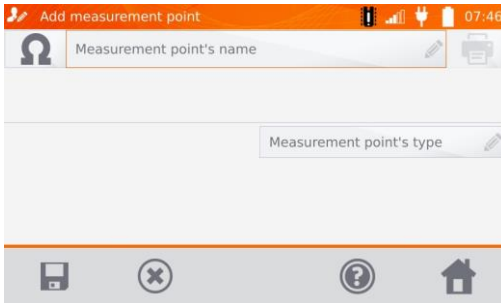 Add measurement point 07:46
Measurement point's name
Measurement point's type